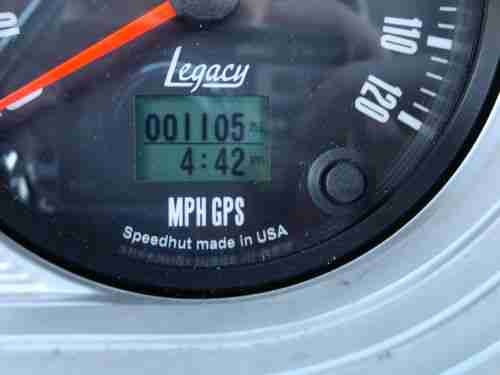 110
120
Legacy
001105
4:42
MPH GPS
Speedhut made in USA